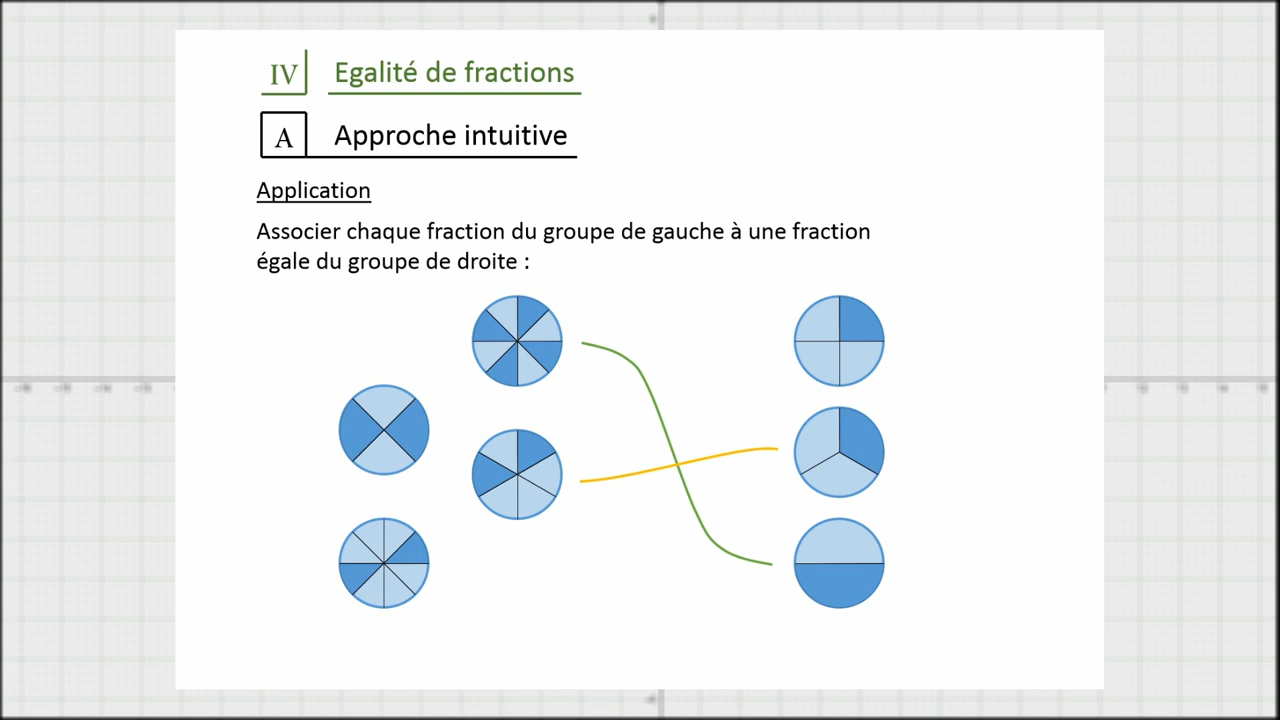 IV Egalité de fractions
A Approche intuitive
Application
Associer chaque fraction du groupe de gauche à une fraction
égale du groupe de droite :